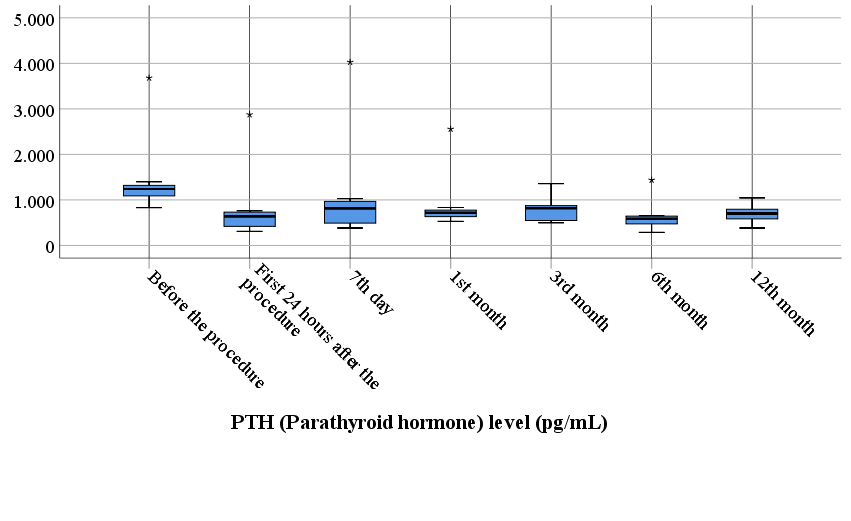 5.000
4.000
3.000
2.000
1.000
0
Before the procedure
First 24 hours after the
procedure
7th day
1st month
3rd month
6th month
12th month
PTH (Parathyroid hormone) level (pg/mL)